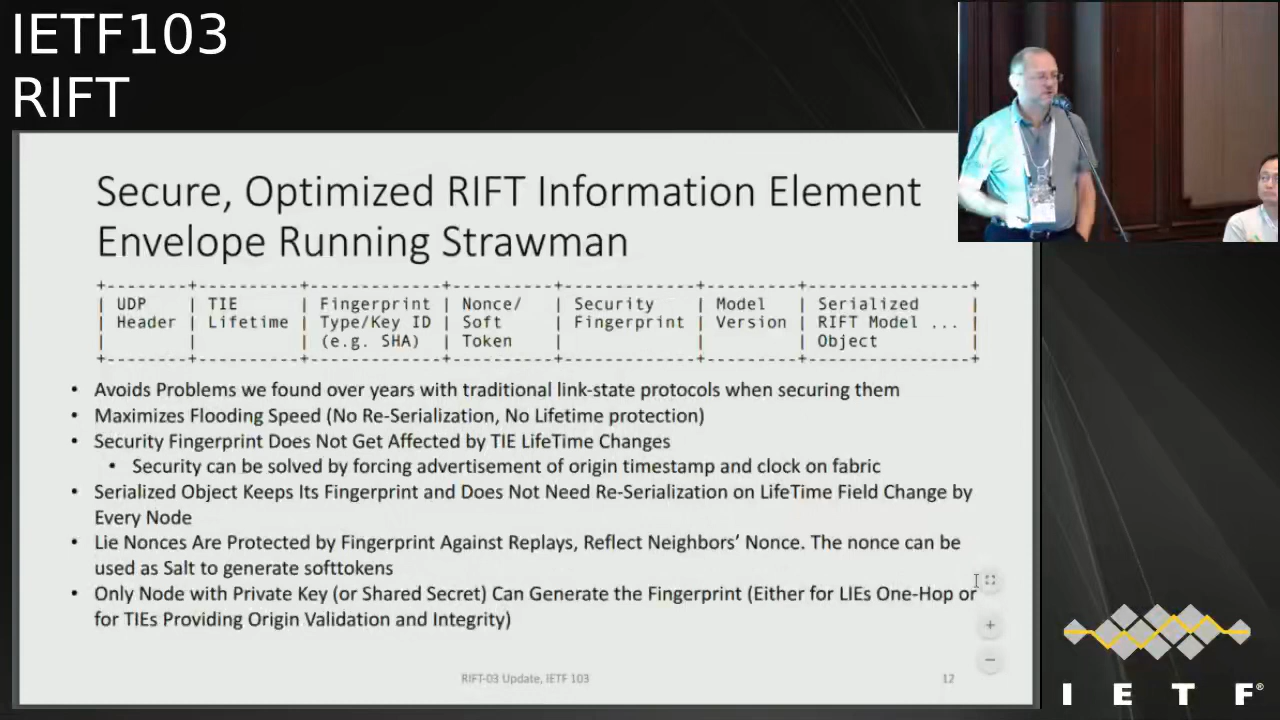 IETF103
RIFT
Secure, Optimized RIFT Information Element
Envelope Running Strawman
+--------+-----------+--------------+-----------+--------------+----------+-----------------+
| UDP | TIE | Fingerprint | Nonce/ | Security | Model | Serialized |
| Header | Lifetime | Type/Key ID | Soft | Fingerprint | Version | RIFT Model ... |
| | | (e.g. SHA) | Token | | | Object |
+--------+-----------+--------------+-----------+--------------+----------+-----------------+
• Avoids Problems we found over years with traditional link-state protocols when securing them
• Maximizes Flooding Speed (No Re-Serialization, No Lifetime protection)
• Security Fingerprint Does Not Get Affected by TIE LifeTime Changes
• Security can be solved by forcing advertisement of origin timestamp and clock on fabric
• Serialized Object Keeps Its Fingerprint and Does Not Need Re-Serialization on LifeTime Field Change by
Every Node
• Lie Nonces Are Protected by Fingerprint Against Replays, Reflect Neighbors’ Nonce. The nonce can be
used as Salt to generate softtokens
• Only Node with Private Key (or Shared Secret) Can Generate the Fingerprint (Either for LIEs One-Hop or
for TIEs Providing Origin Validation and Integrity)
RIFT-03 Update, IETF 103
12
I E T F®